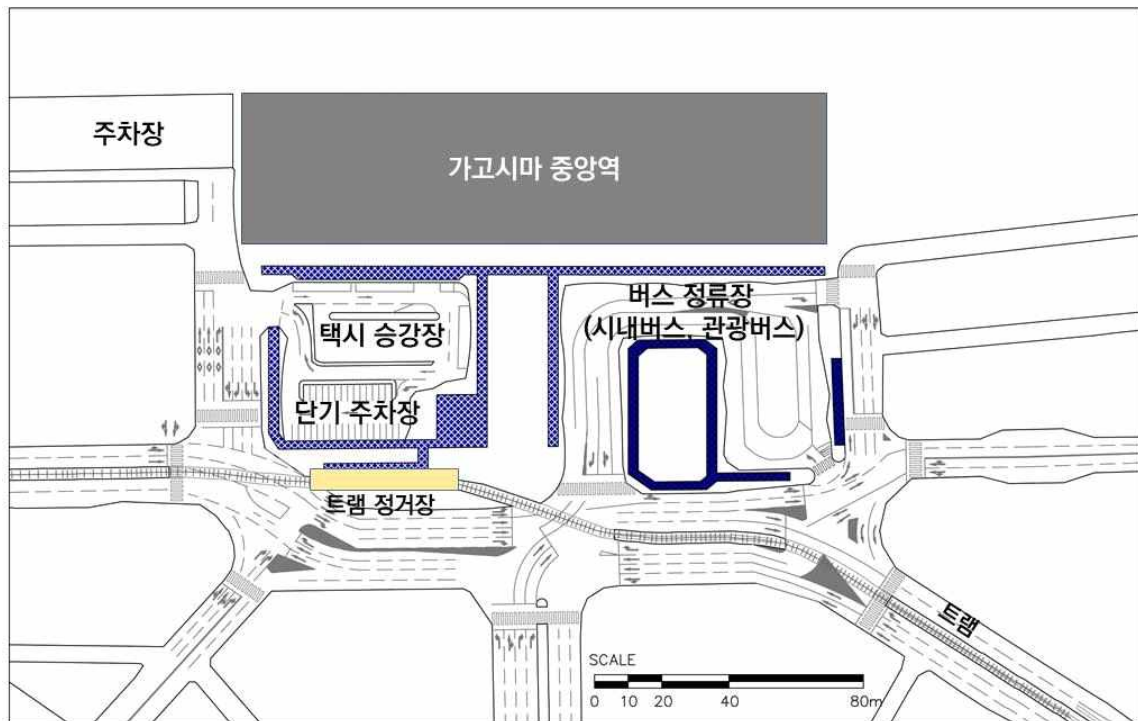 주차장
가고시마 중앙역
버스 정류장
(시내버스, 관광버스)
택시 승강장
단기 주차장
트램 정거장
트램
SCALE
0 10 20 40 80m